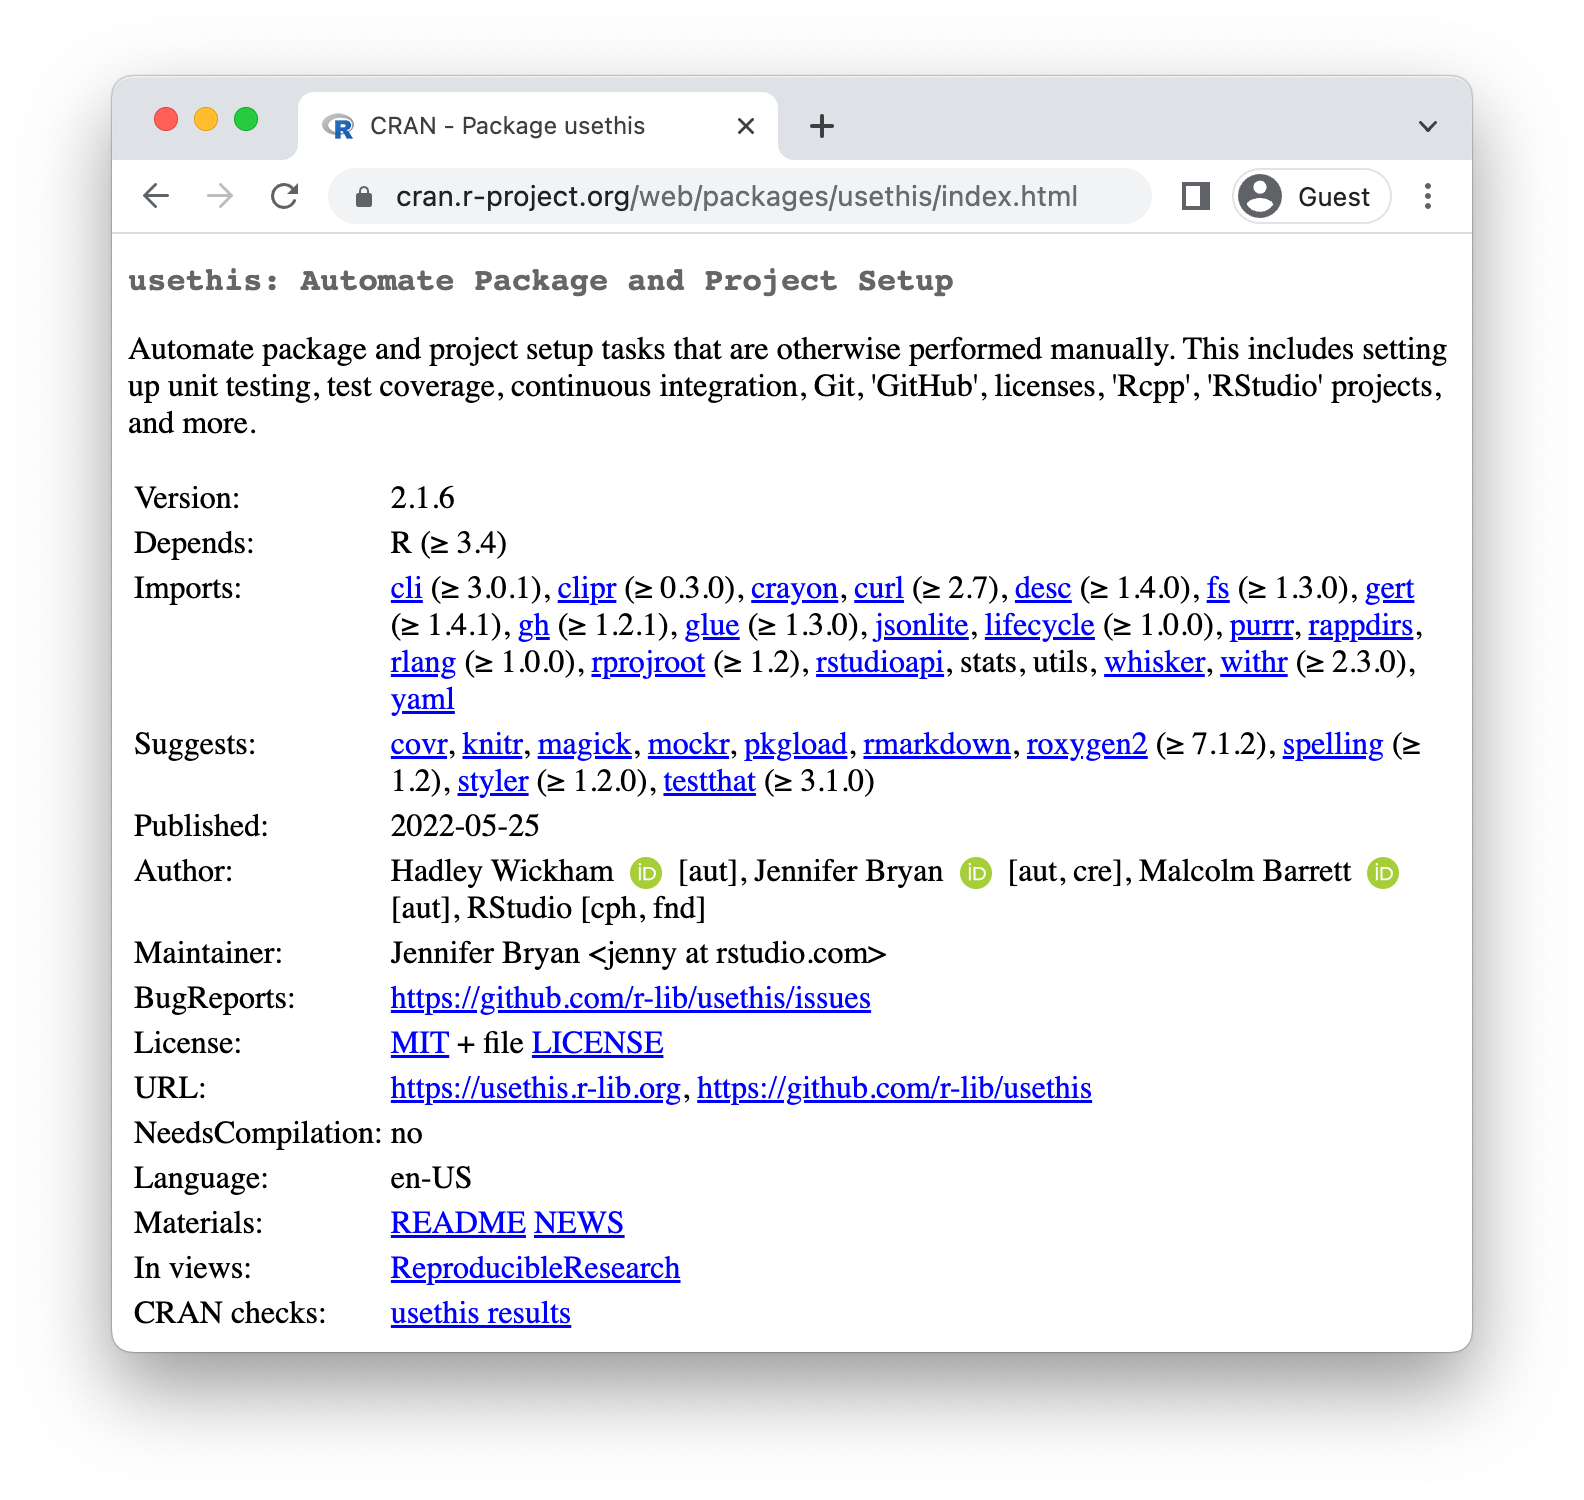 CRAN - Package usethis
cran.r-project.org/web/packages/usethis/index.html
Guest
usethis: Automate Package and Project Setup
Automate package and project setup tasks that are otherwise performed manually. This includes setting
up unit testing, test coverage, continuous integration, Git, 'GitHub', licenses, 'Rcpp', 'RStudio' projects,
and more.
Version: 2.1.6
Depends: R (≥ 3.4)
Imports: cli (≥ 3.0.1), clipr (≥ 0.3.0), crayon, curl (≥ 2.7), desc (≥ 1.4.0), fs (≥ 1.3.0), gert
(≥ 1.4.1), gh (≥ 1.2.1), glue (≥ 1.3.0), jsonlite, lifecycle (≥ 1.0.0), purrr, rappdirs,
rlang (≥ 1.0.0), rprojroot (≥ 1.2), rstudioapi, stats, utils, whisker, withr (≥ 2.3.0),
yaml
Suggests: covr, knitr, magick, mockr, pkgload, rmarkdown, roxygen2 (≥ 7.1.2), spelling (≥
1.2), styler (≥ 1.2.0), testthat (≥ 3.1.0)
Published: 2022-05-25
Author: Hadley Wickham iD [aut], Jennifer Bryan iD [aut, cre], Malcolm Barrett iD
[aut], RStudio [cph, fnd]
Maintainer: Jennifer Bryan <jenny at rstudio.com>
BugReports: https://github.com/r-lib/usethis/issues
License: MIT + file LICENSE
URL: https://usethis.r-lib.org, https://github.com/r-lib/usethis
NeedsCompilation: no
Language: en-US
Materials: README NEWS
In views: ReproducibleResearch
CRAN checks: usethis results